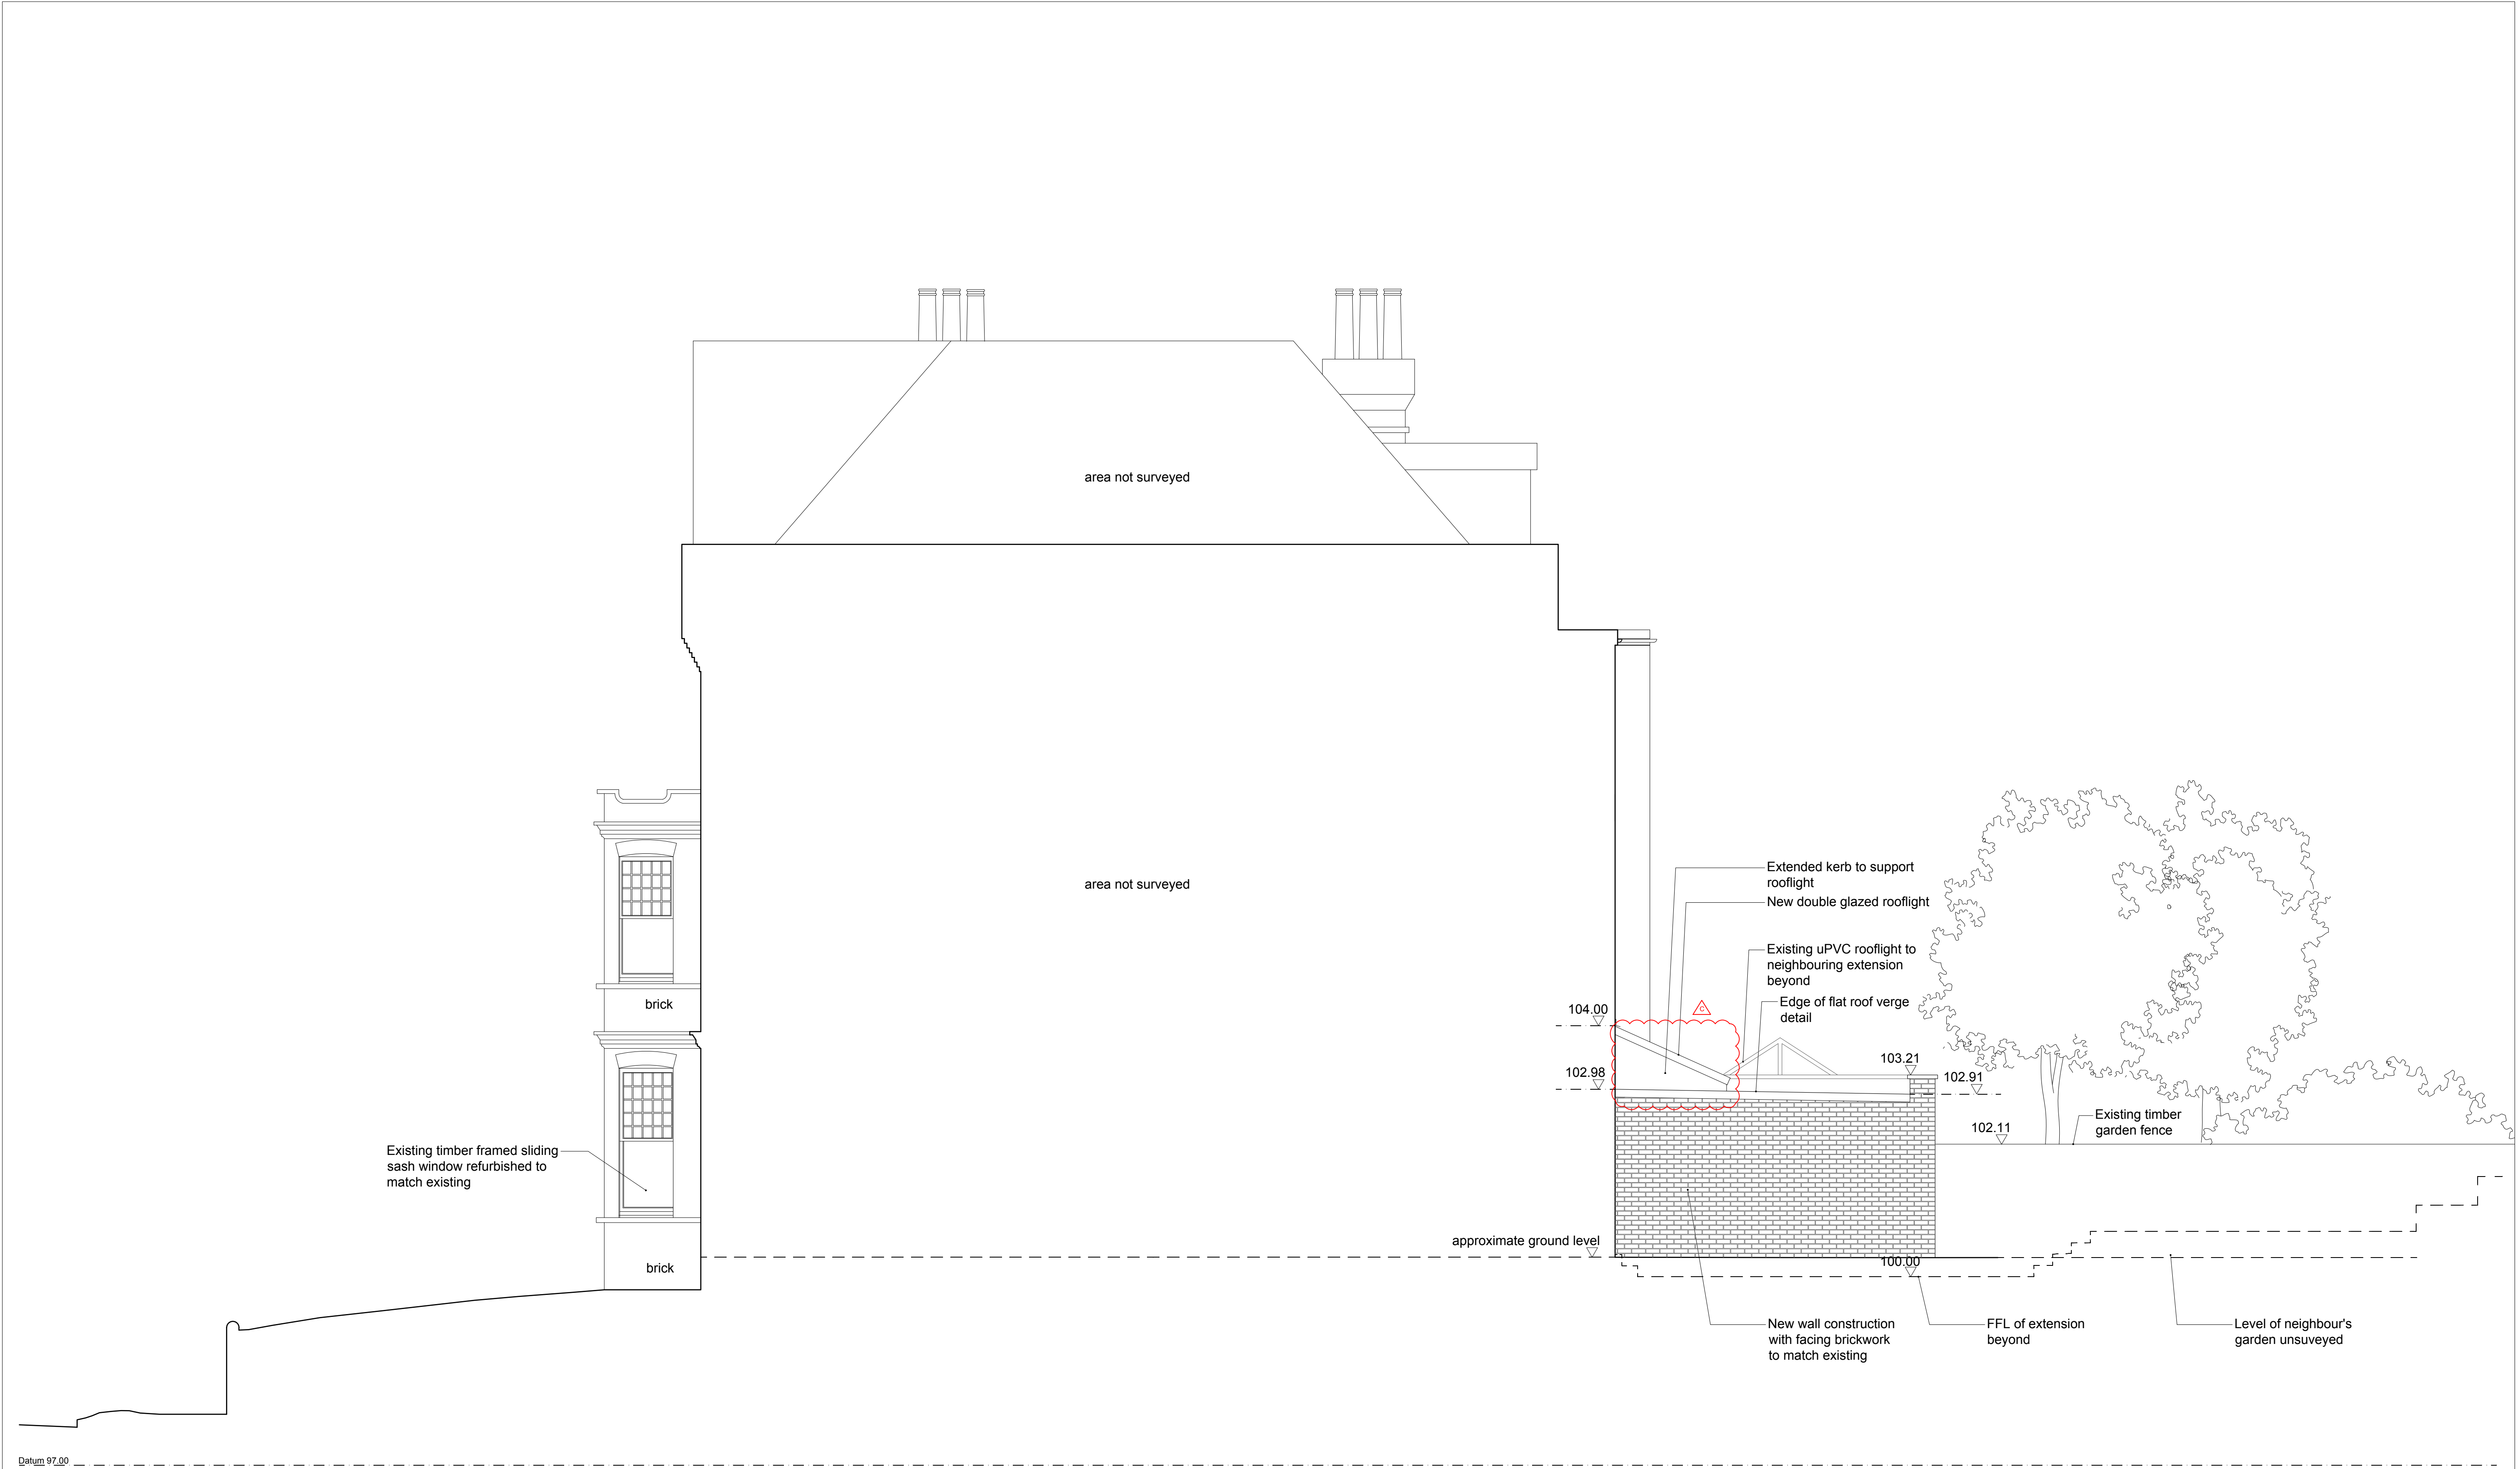 area not surveyed
area not surveyed
Extended kerb to support
rooflight
New double glazed rooflight
Existing uPVC rooflight to
neighbouring extension
beyond
Edge of flat roof verge
detail
brick
104.00
C
103.21
102.98
102.91
Existing timber
garden fence
102.11
Existing timber framed sliding
sash window refurbished to
match existing
approximate ground level
brick
100.00
New wall construction
with facing brickwork
to match existing
FFL of extension
beyond
Level of neighbour's
garden unsuveyed
Datum 97.00